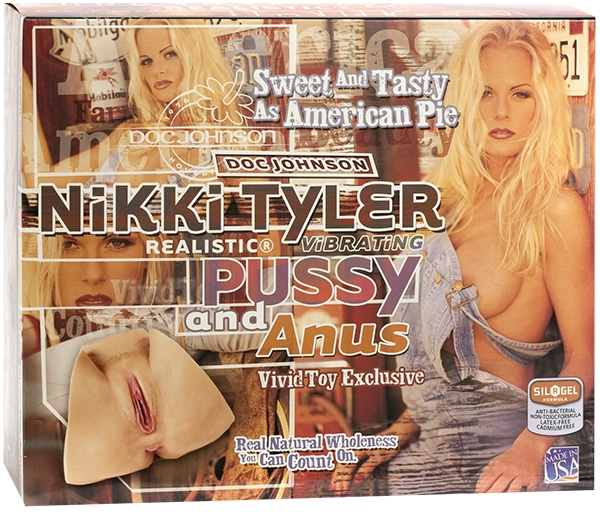 Sweet And Tasty
As American Pie
51
DOC JOHNSON
DOC JOHNSON
NIKKI TYLER
REALISTIC® VIBRATING
PUSSY
and
Anus
Vivid Toy Exclusive
Real Natural Wholeness
You Can Count On.
SILAGEL
FORMULA
ANTI-BACTERIAL
NON-TOXIC FORMULA
LATEX-FREE
CADMIUM FREE
MADE IN
USA